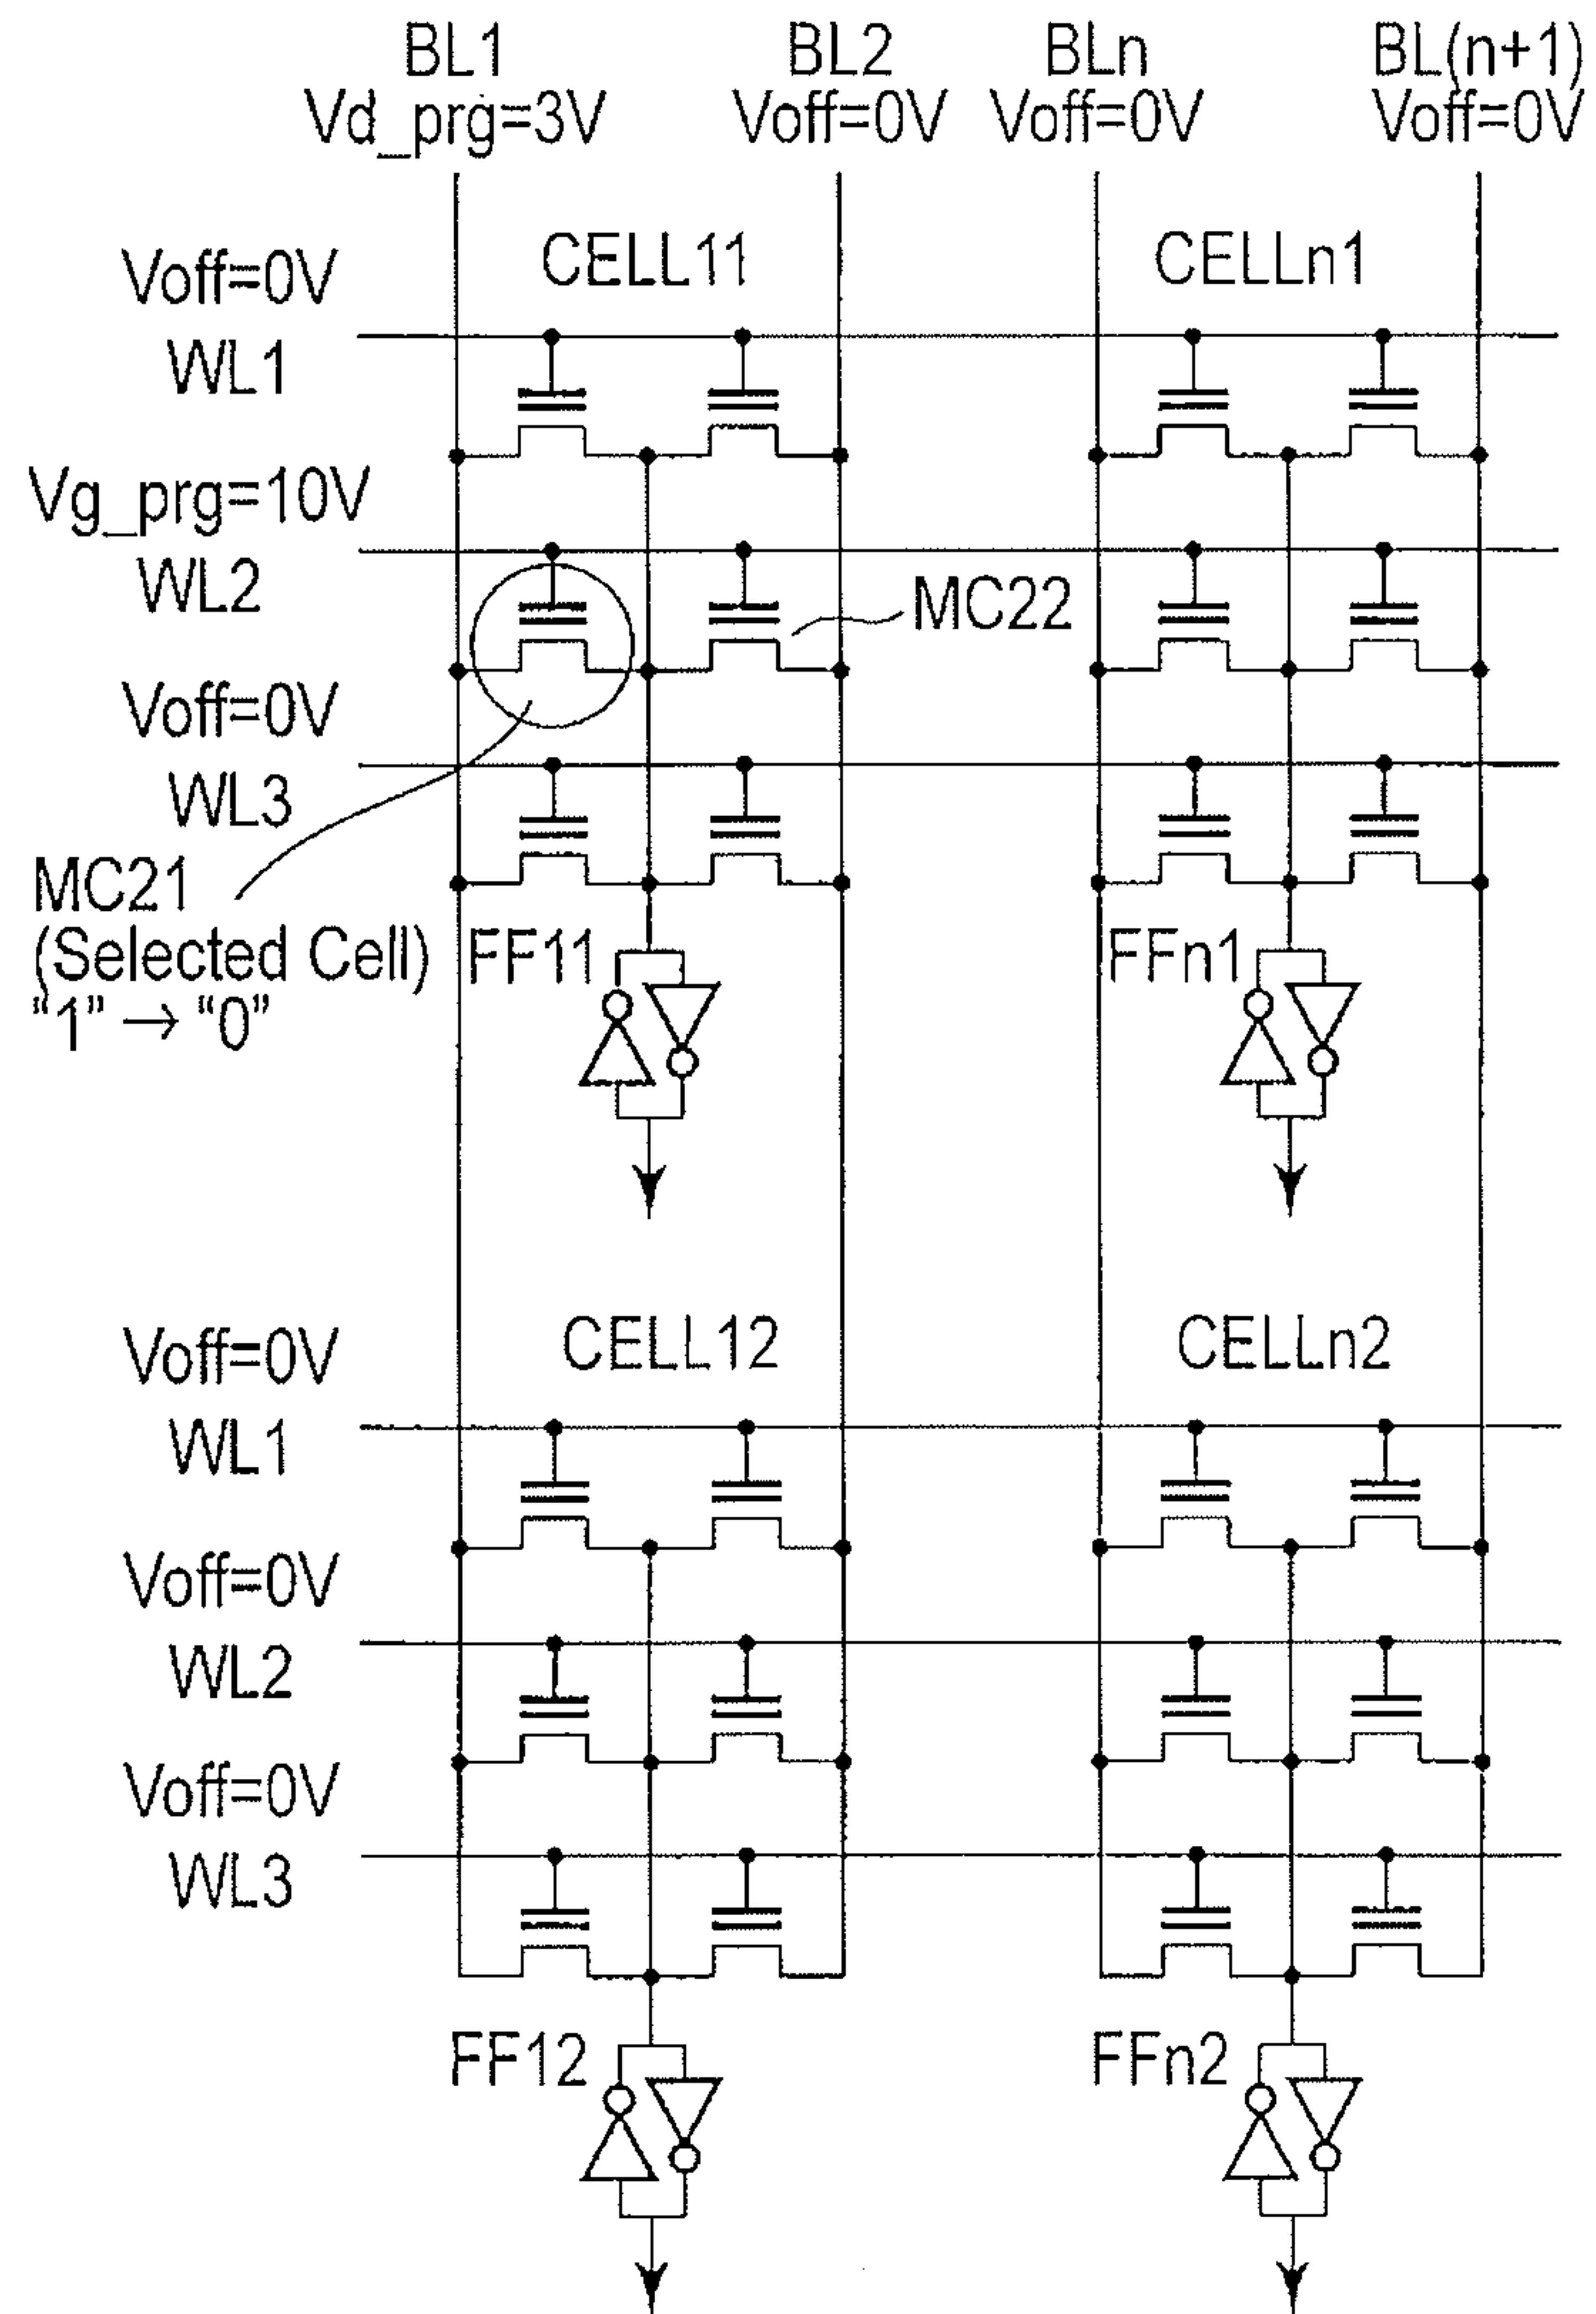 BL1 BL2 BLn BL(n+1)
Vd_prg=3V Voff=0V Voff=0V Voff=0V
CELL11 CELLn1
Voff=0V
WL1
Vg_prg=10V
WL2
MC22
Voff=0V
WL3
MC21
(Selected Cell) FF11 FFn1
“1” → “0”
CELL12 CELLn2
Voff=0V
WL1
Voff=0V
WL2
Voff=0V
WL3
FF12 FFn2